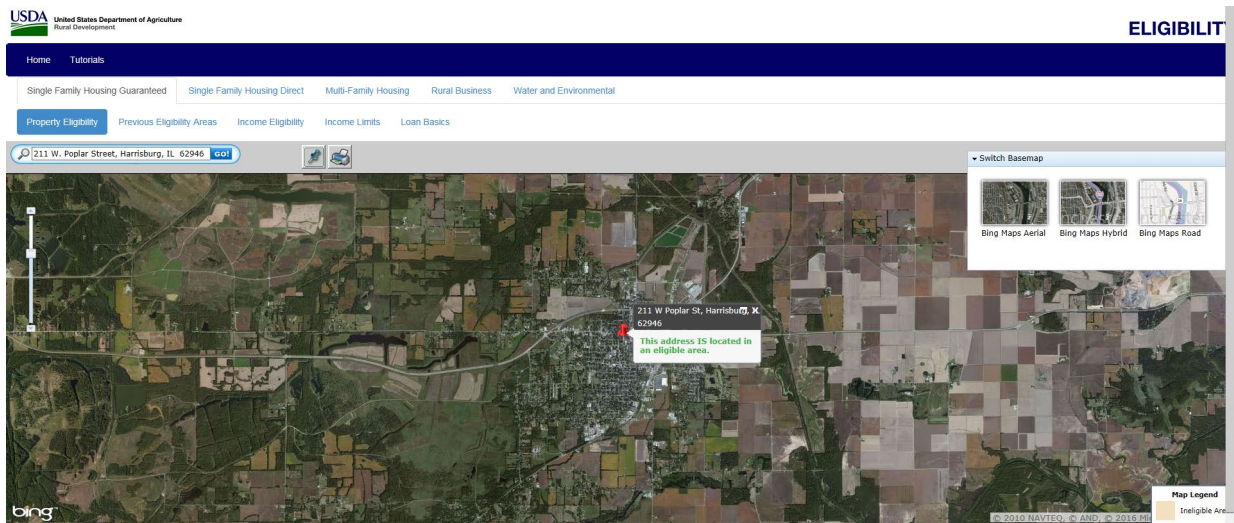 USDA United States Department of Agriculture
Rural Development
ELIGIBILIT
Home Tutorials
Single Family Housing Guaranteed Single Family Housing Direct Multi-Family Housing Rural Business Water and Environmental
Property Eligibility Previous Eligibility Areas Income Eligibility Income Limits Loan Basics
211 W. Poplar Street, Harrisburg, IL 62946 GO!
Switch Basemap
Bing Maps Aerial Bing Maps Hybrid Bing Maps Road
211 W Poplar St, Harrisburg,
62946
This address IS located in
an eligible area.
Map Legend
Ineligible Are
bing
© 2010 NAVTEQ, © AND, © 2016 Mi